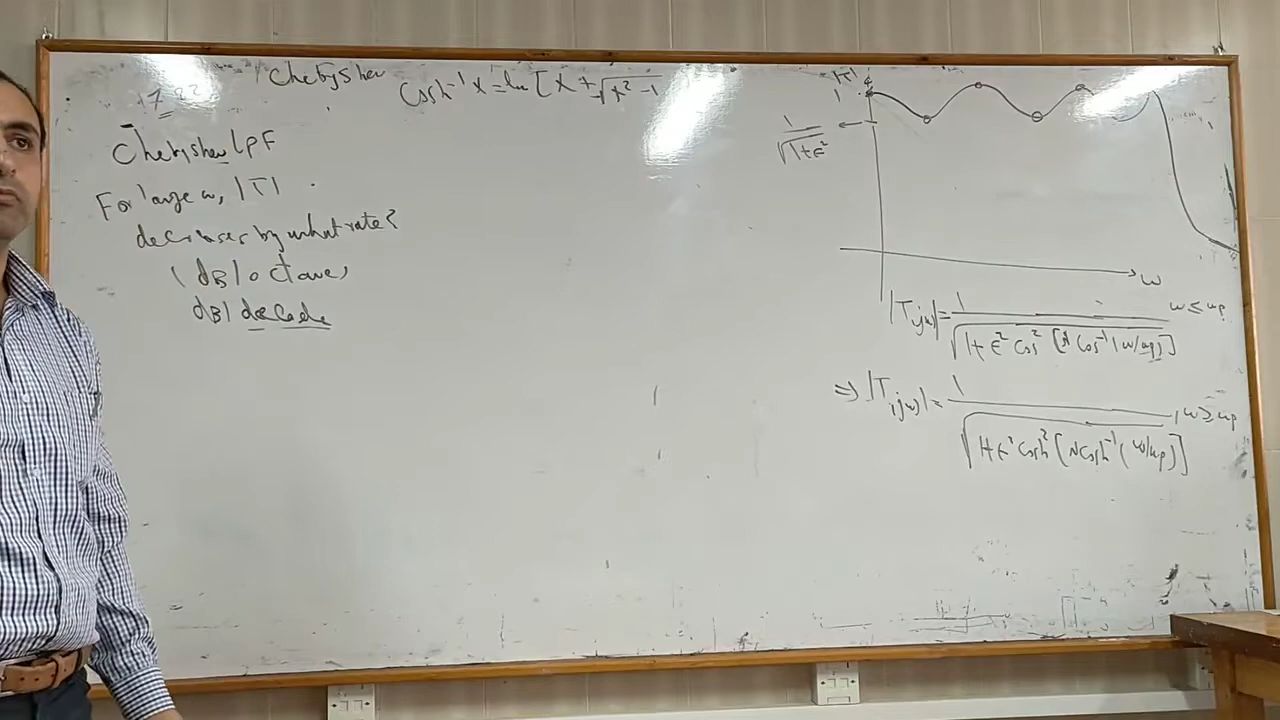 Chebyshev
Cosh⁻¹ x = ln [x + √x² - 1
Chebyshev LPF
For large ω, |T|
decreases by what rate?
(dB/octave,
dB/decade
|T|
1
1/√1+ε²
ω
|T(jω)| = 1/√1+ε² Cos² [N Cos⁻¹(ω/ωp)] ω ≤ ωp
⇒ |T(jω)| = 1/√1+ε² Cosh² [N Cosh⁻¹(ω/ωp)] , ω ≥ ωp